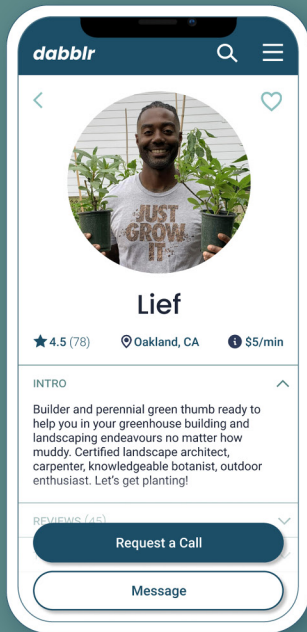 dabblr
JUST
GROW
IT
Lief
4.5 (78)
Oakland, CA
$5/min
INTRO
Builder and perennial green thumb ready to
help you in your greenhouse building and
landscaping endeavours no matter how
muddy. Certified landscape architect,
carpenter, knowledgeable botanist, outdoor
enthusiast. Let's get planting!
REVIEWS (45)
Request a Call
Message